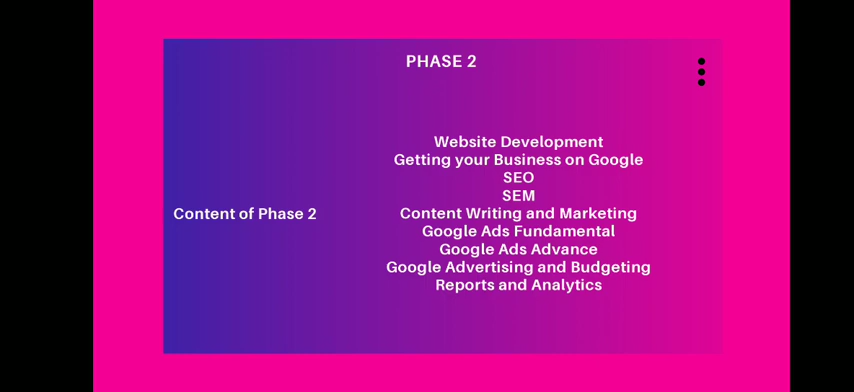 PHASE 2
Content of Phase 2
Website Development
Getting your Business on Google
SEO
SEM
Content Writing and Marketing
Google Ads Fundamental
Google Ads Advance
Google Advertising and Budgeting
Reports and Analytics